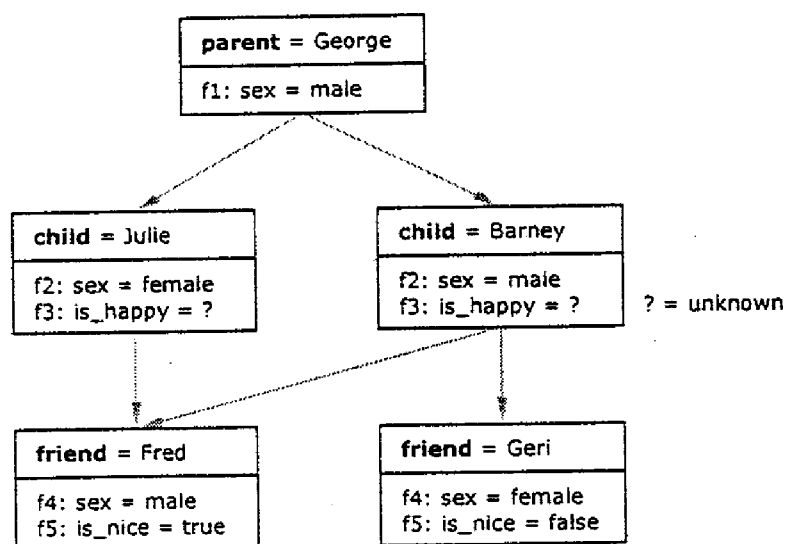 parent = George
f1: sex = male
child = Julie
f2: sex = female
f3: is_happy = ?
child = Barney
f2: sex = male
f3: is_happy = ?
? = unknown
friend = Fred
f4: sex = male
f5: is_nice = true
friend = Geri
f4: sex = female
f5: is_nice = false